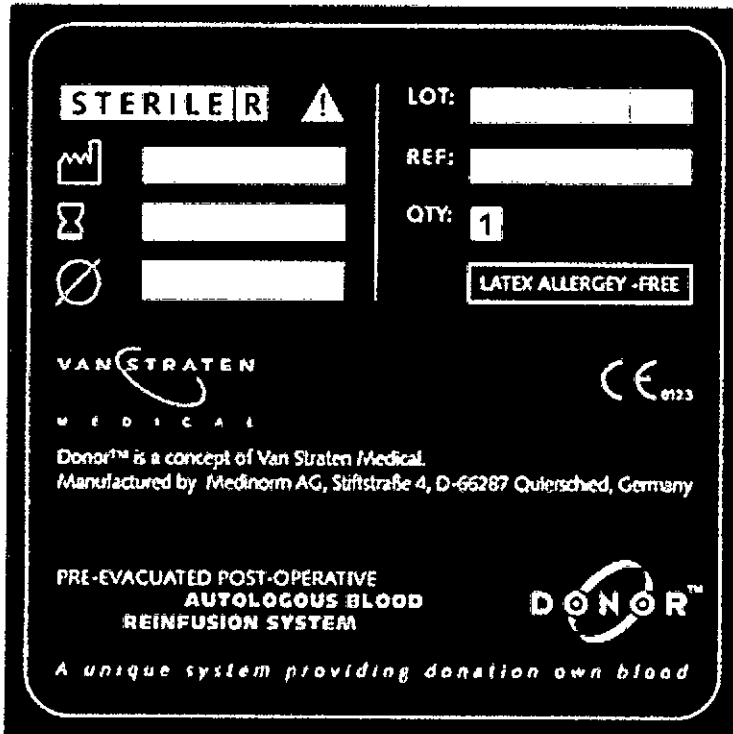 STERILE R
LOT:
REF:
QTY: 1
LATEX ALLERGEY-FREE
VAN STRATEN
MEDICAL
CE 0123
Donor™ is a concept of Van Straten Medical.
Manufactured by Medinorm AG, Stiftstraße 4, D-66287 Quierschied, Germany
PRE-EVACUATED POST-OPERATIVE
AUTOLOGOUS BLOOD
REINFUSION SYSTEM
DONOR™
A unique system providing donation own blood